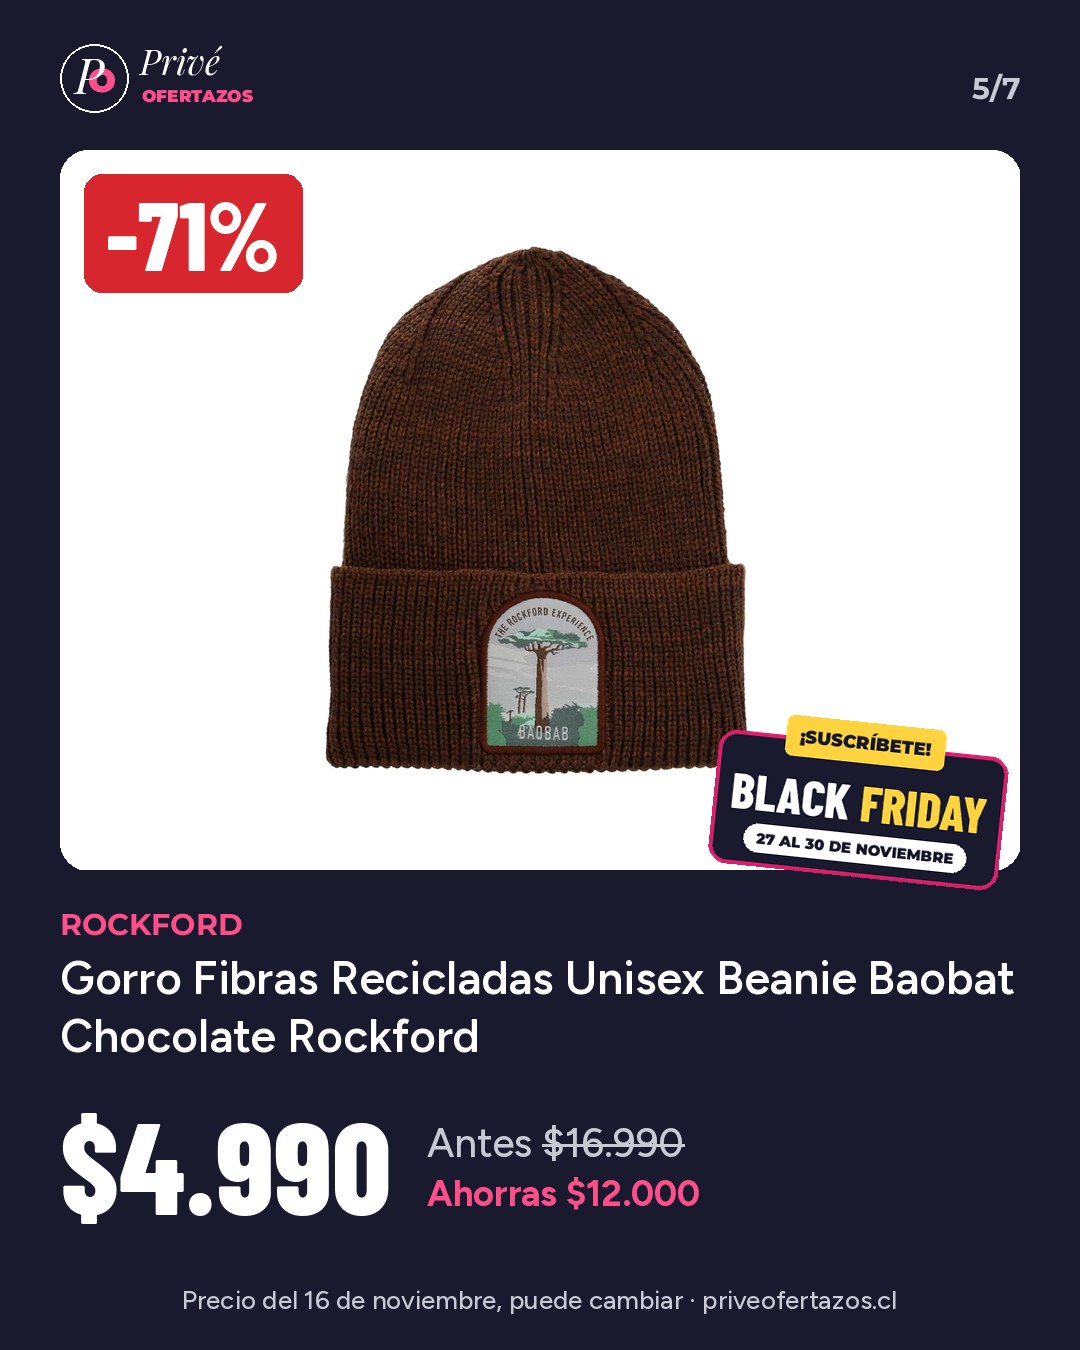 Po
Privé
OFERTAZOS
5/7
-71%
THE ROCKFORD EXPERIENCE
BAOBAB
¡SUSCRÍBETE!
BLACK FRIDAY
27 AL 30 DE NOVIEMBRE
ROCKFORD
Gorro Fibras Recicladas Unisex Beanie Baobat
Chocolate Rockford
$4.990
Antes $16.990
Ahorras $12.000
Precio del 16 de noviembre, puede cambiar · priveofertazos.cl